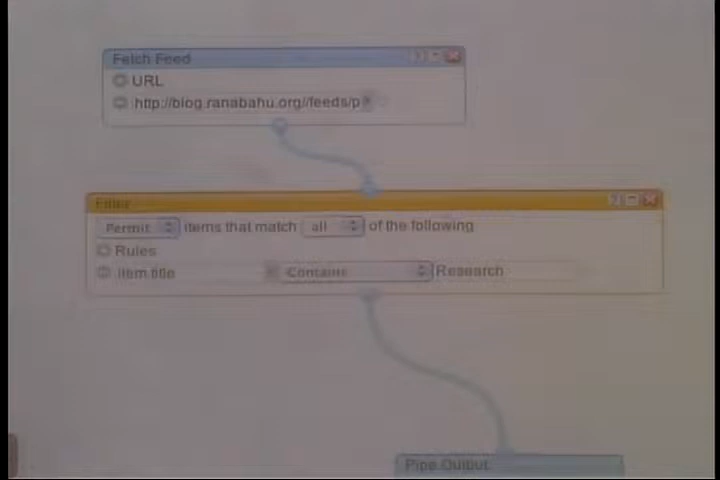 Fetch Feed
URL
http://blog.ranabahu.org//feeds/p
Filter
Permit items that match all of the following
Rules
item title Contains Research
Pipe Output